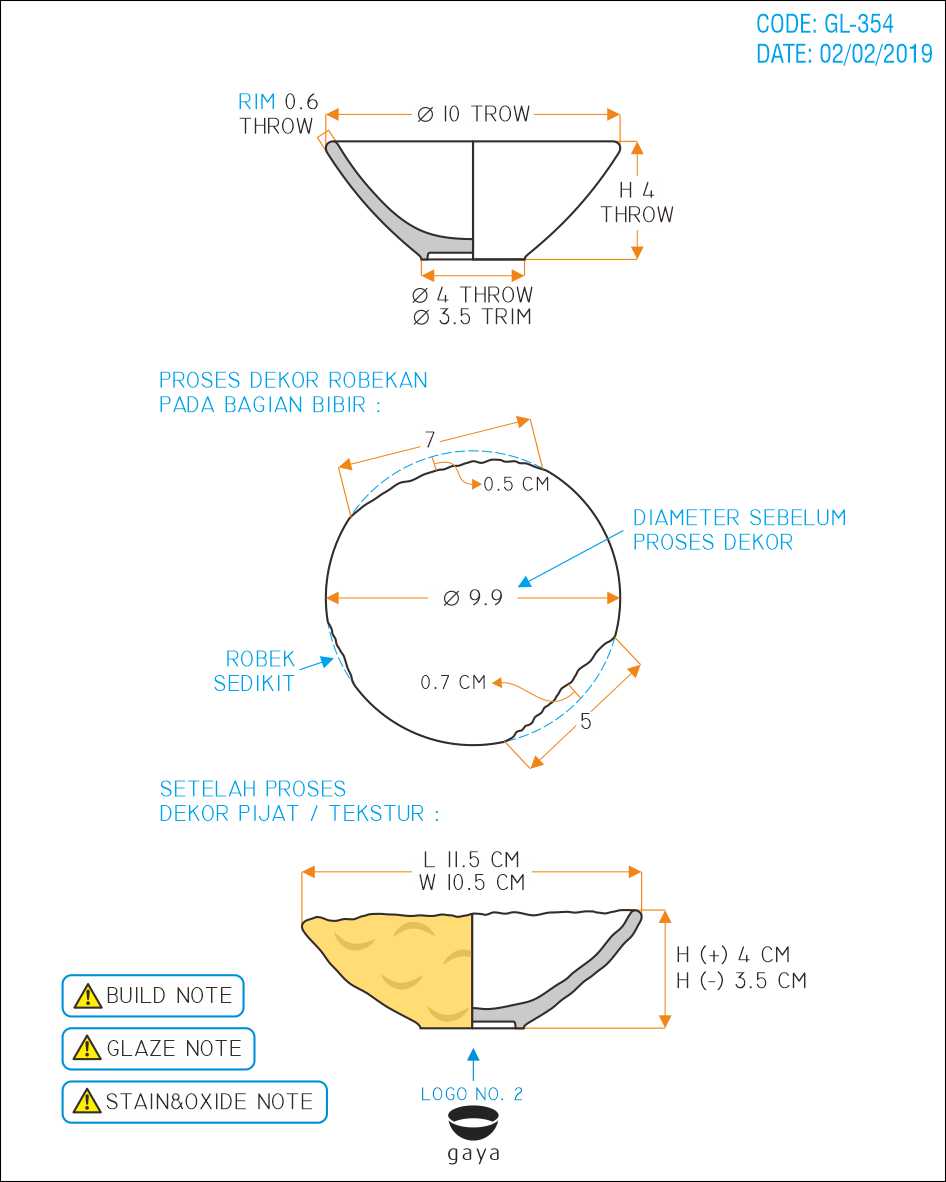 CODE: GL-354
DATE: 02/02/2019
RIM 0.6
THROW
Ø 10 TROW
H 4
THROW
Ø 4 THROW
Ø 3.5 TRIM
PROSES DEKOR ROBEKAN
PADA BAGIAN BIBIR :
7
0.5 CM
DIAMETER SEBELUM
PROSES DEKOR
Ø 9.9
ROBEK
SEDIKIT
0.7 CM
5
SETELAH PROSES
DEKOR PIJAT / TEKSTUR :
L 11.5 CM
W 10.5 CM
H (+) 4 CM
H (-) 3.5 CM
! BUILD NOTE
! GLAZE NOTE
! STAIN&OXIDE NOTE
LOGO NO. 2
gaya